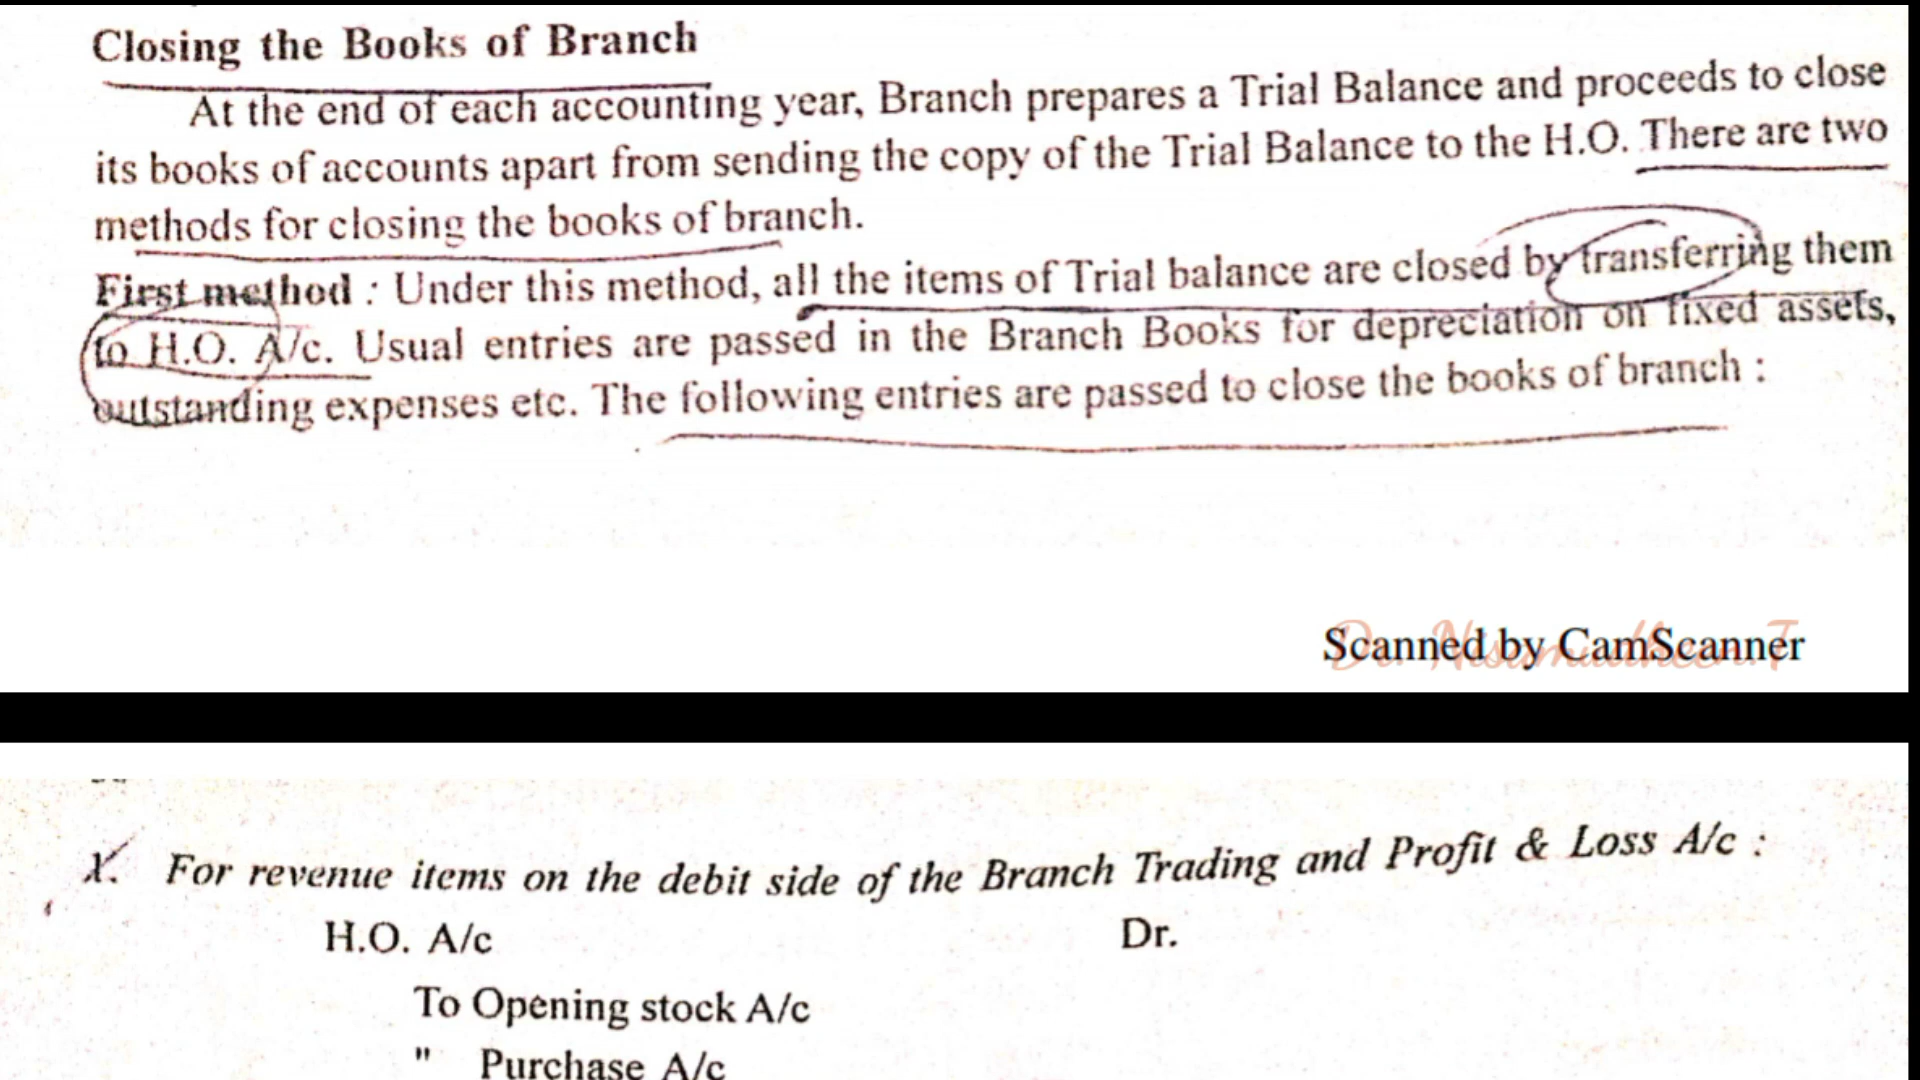 Closing the Books of Branch
At the end of each accounting year, Branch prepares a Trial Balance and proceeds to close
its books of accounts apart from sending the copy of the Trial Balance to the H.O. There are two
methods for closing the books of branch.
First method : Under this method, all the items of Trial balance are closed by transferring them
to H.O. A/c. Usual entries are passed in the Branch Books for depreciation on fixed assets,
outstanding expenses etc. The following entries are passed to close the books of branch :
Scanned by CamScanner
1. For revenue items on the debit side of the Branch Trading and Profit & Loss A/c :
H.O. A/c Dr.
To Opening stock A/c
" Purchase A/c